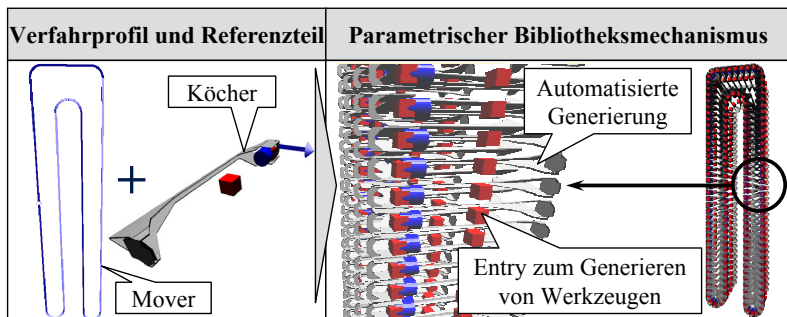 Verfahrprofil und Referenzteil
Parametrischer Bibliotheksmechanismus
Köcher
Mover
Automatisierte
Generierung
Entry zum Generieren
von Werkzeugen